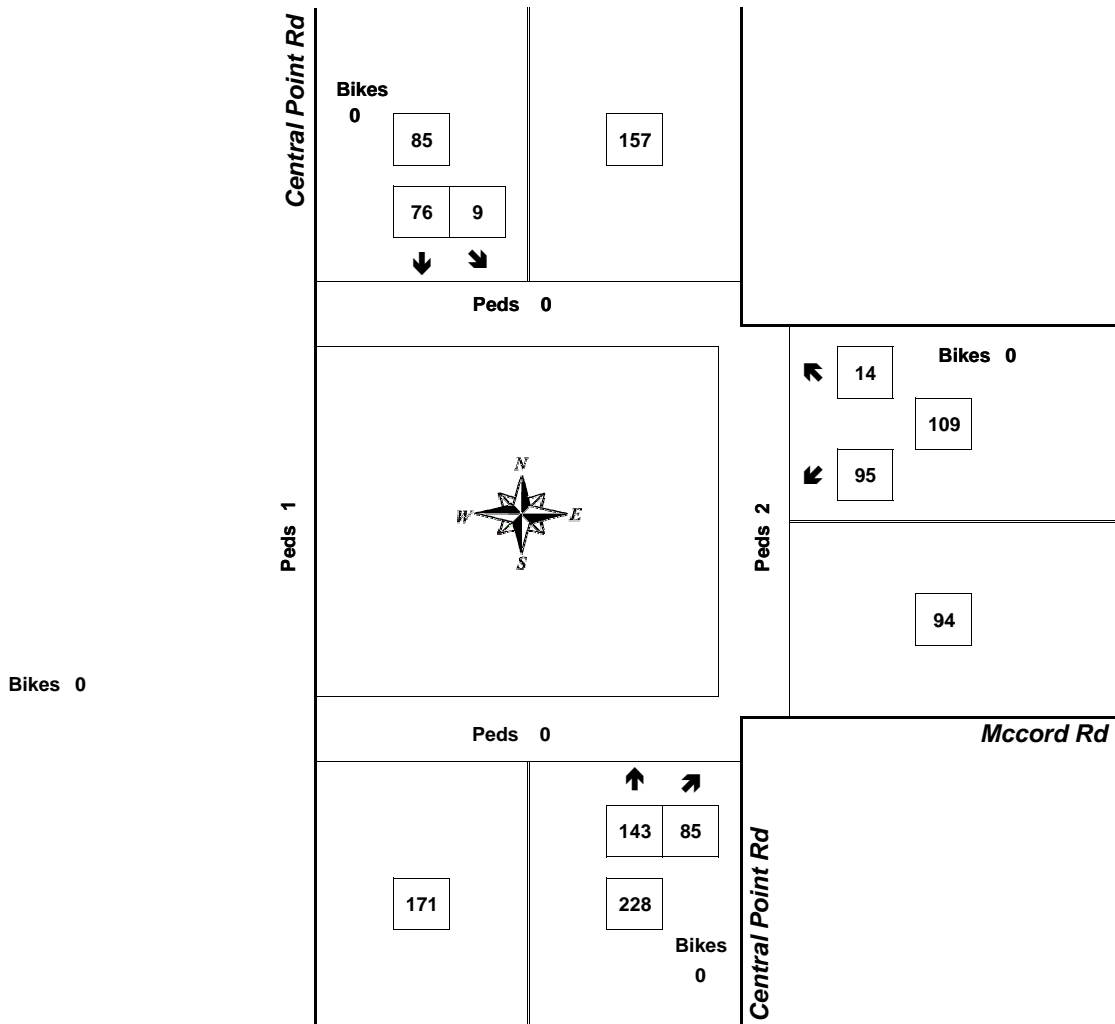 Central Point Rd
Bikes
0
85
157
76 9
Peds 0
14
Bikes 0
109
95
N
W E
S
Peds 1
Peds 2
94
Bikes 0
Peds 0
Mccord Rd
143 85
171
228
Bikes
0
Central Point Rd